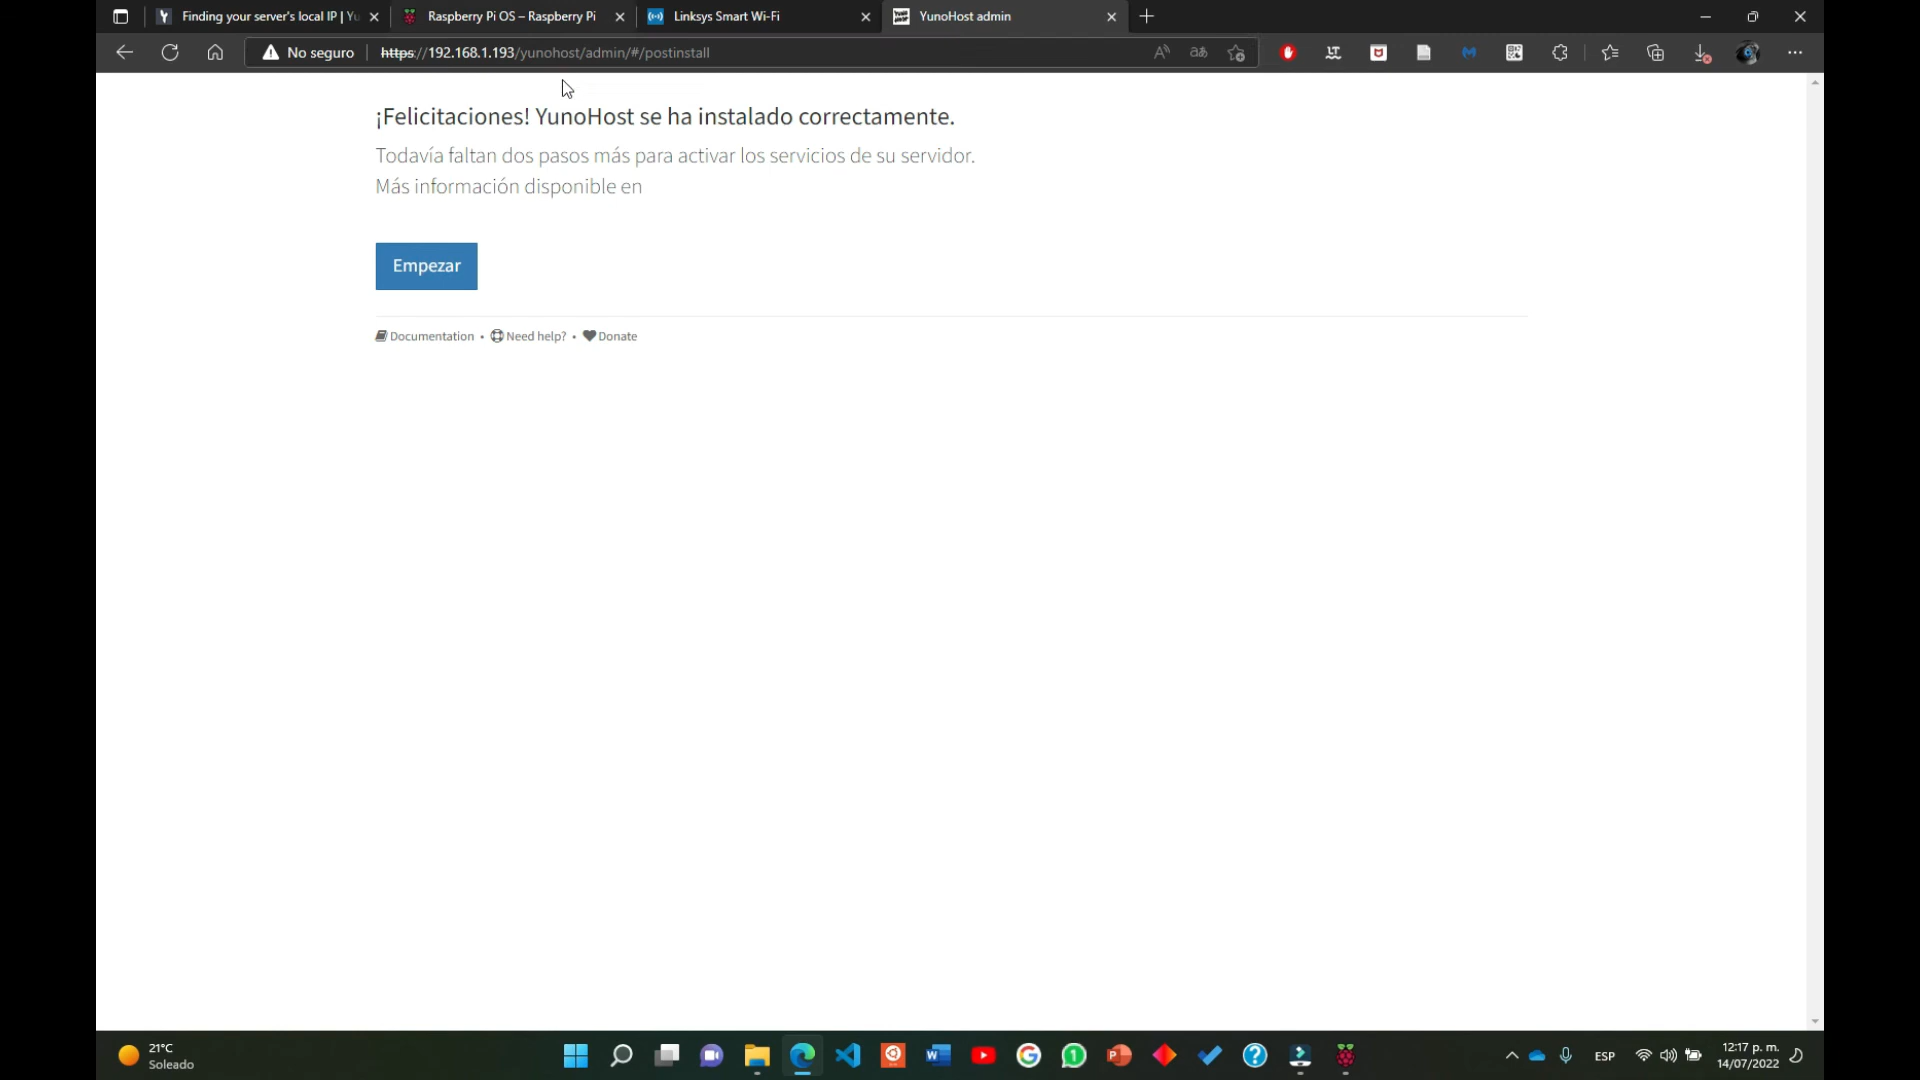 Finding your server's local IP | Yu
Raspberry Pi OS – Raspberry Pi
Linksys Smart Wi-Fi
YunoHost admin
No seguro
https://192.168.1.193/yunohost/admin/#/postinstall
¡Felicitaciones! YunoHost se ha instalado correctamente.
Todavía faltan dos pasos más para activar los servicios de su servidor.
Más información disponible en
Empezar
Documentation • Need help? • Donate
21°C
Soleado
ESP
12:17 p. m.
14/07/2022